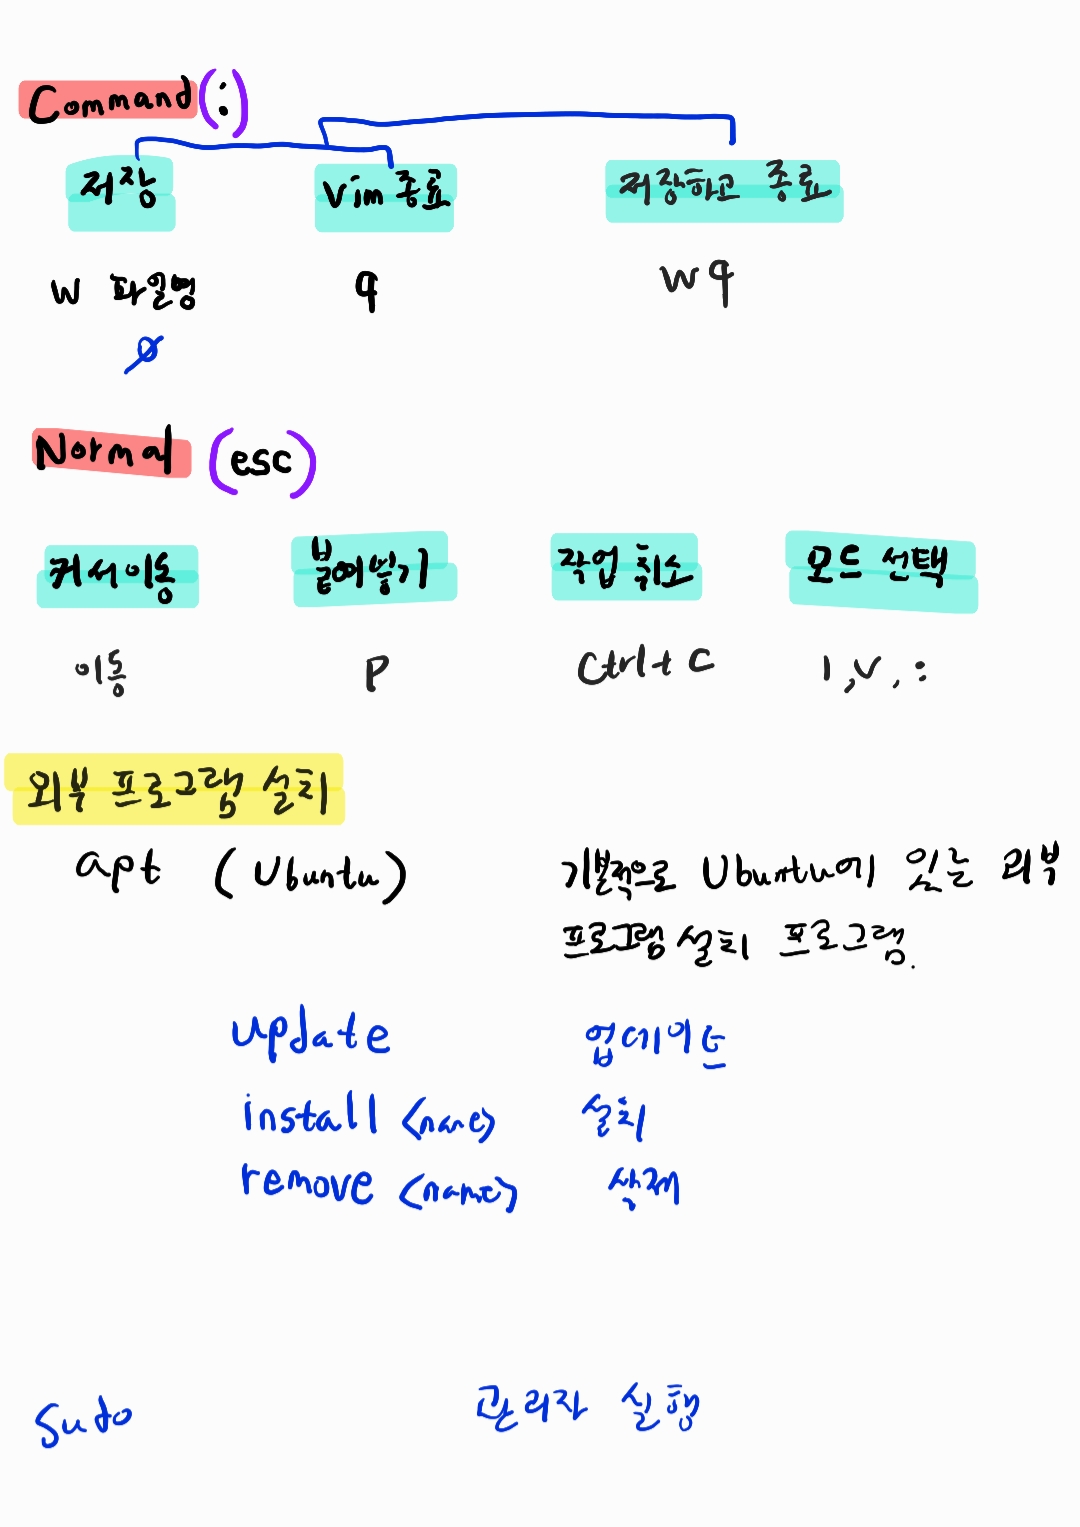 Command (:)
저장 Vim 종료 저장하고 종료
w 파일명 q wq
Ø
Normal (esc)
커서이동 붙여넣기 작업 취소 모드 선택
이동 P Ctrl + C I, V, :
외부 프로그램 설치
apt (Ubuntu) 기본적으로 Ubuntu에 있는 외부
프로그램 설치 프로그램.
update 업데이트
install <name> 설치
remove <name> 삭제
sudo 관리자 실행